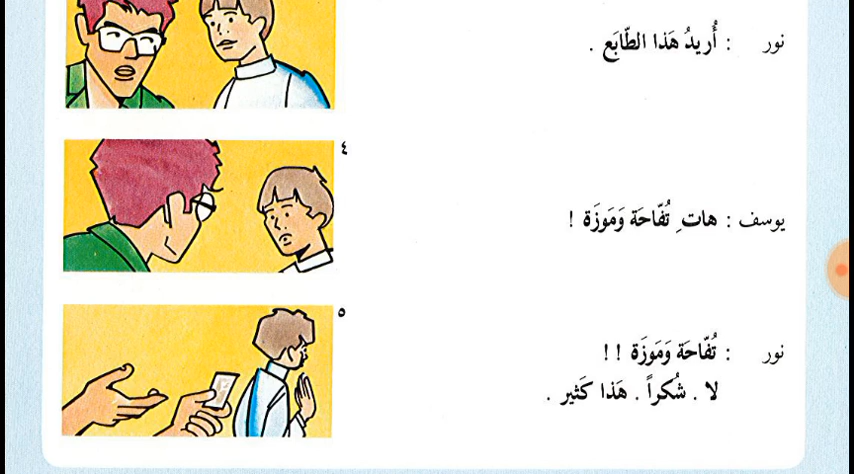 نور : أُريدُ هَذا الطّابَع .
٤
يوسف : هاتِ تُفّاحَة وَمَوزَة !
٥
نور : تُفّاحَة وَمَوزَة ! !
لا . شُكراً . هَذا كَثير .